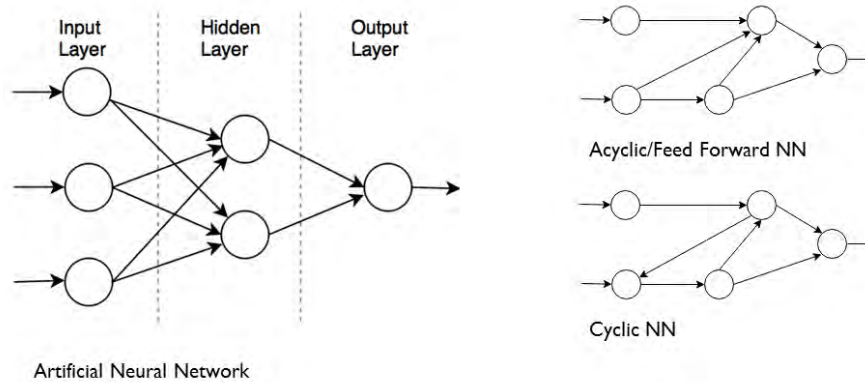 Input
Layer
Hidden
Layer
Output
Layer
Artificial Neural Network
Acyclic/Feed Forward NN
Cyclic NN